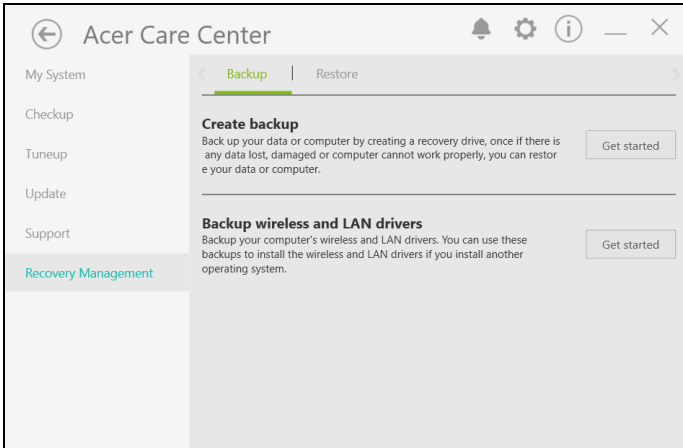 Acer Care Center
My System
Checkup
Tuneup
Update
Support
Recovery Management
Backup | Restore
Create backup
Back up your data or computer by creating a recovery drive, once if there is
any data lost, damaged or computer cannot work properly, you can restor
e your data or computer.
Get started
Backup wireless and LAN drivers
Backup your computer's wireless and LAN drivers. You can use these
backups to install the wireless and LAN drivers if you install another
operating system.
Get started